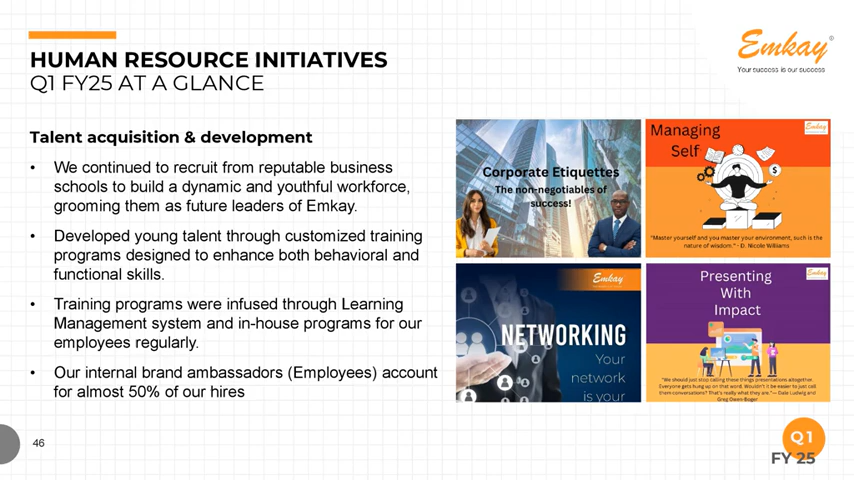 HUMAN RESOURCE INITIATIVES
Q1 FY25 AT A GLANCE
Emkay®
Your success is our success
Talent acquisition & development
• We continued to recruit from reputable business
schools to build a dynamic and youthful workforce,
grooming them as future leaders of Emkay.
• Developed young talent through customized training
programs designed to enhance both behavioral and
functional skills.
• Training programs were infused through Learning
Management system and in-house programs for our
employees regularly.
• Our internal brand ambassadors (Employees) account
for almost 50% of our hires
Corporate Etiquettes
The non-negotiables of
success!
Emkay
Managing
Self
$
"Master yourself and you master your environment, such is the
nature of wisdom." - D. Nicole Williams
Emkay
NETWORKING
Your
network
is your
Emkay
Presenting
With
Impact
"We should just stop calling these things presentations altogether.
Everyone gets hung up on that word. Wouldn't it be easier to just call
them conversations? That's really what they are." — Dale Ludwig and
Greg Owen-Boger
46
Q1
FY 25